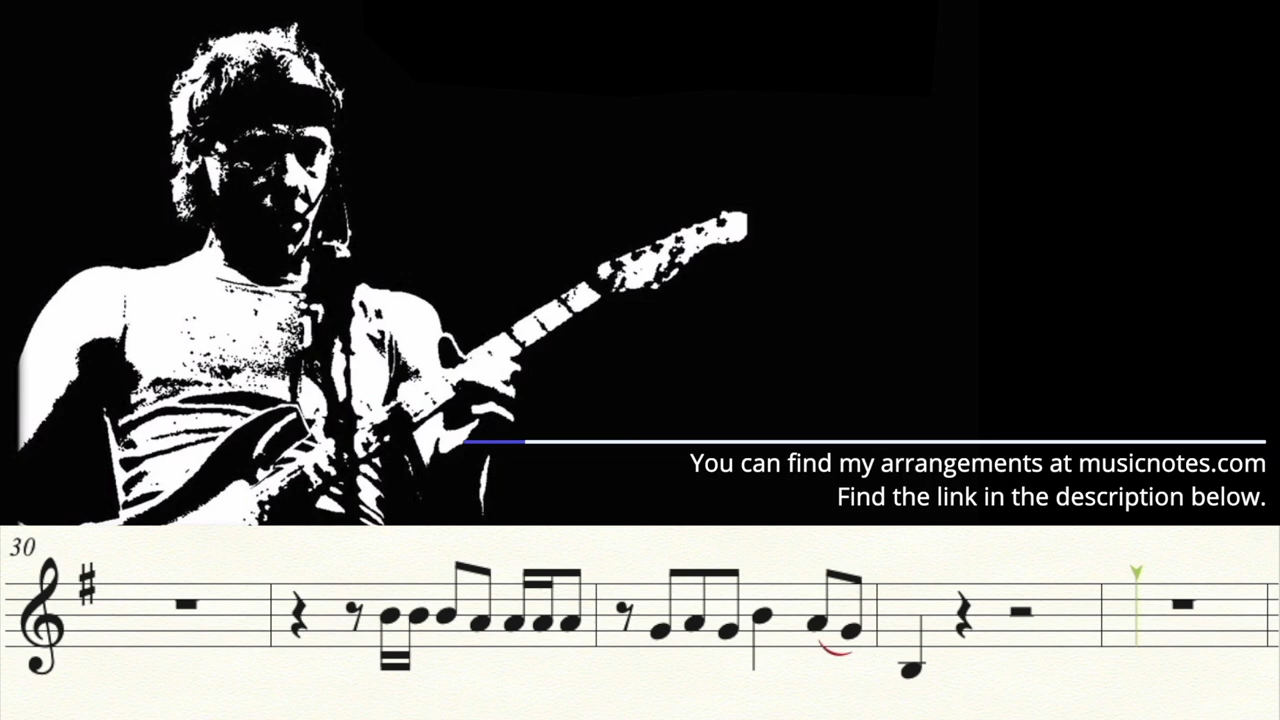 You can find my arrangements at musicnotes.com
Find the link in the description below.
30